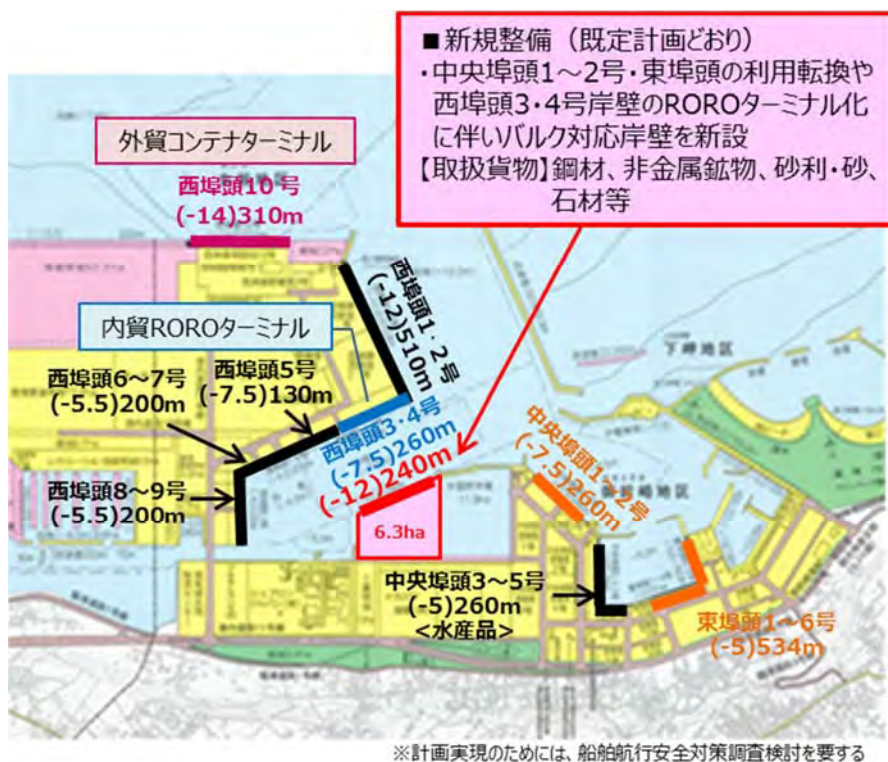 ■新規整備（既定計画どおり）
・中央埠頭1～2号・東埠頭の利用転換や
西埠頭3・4号岸壁のROROターミナル化
に伴いバルク対応岸壁を新設
【取扱貨物】鋼材、非金属鉱物、砂利・砂、
石材等
外貿コンテナターミナル
西埠頭10号
(-14)310m
西埠頭1・2号
(-12)510m
内貿ROROターミナル
西埠頭6～7号
(-5.5)200m
西埠頭5号
(-7.5)130m
西埠頭3・4号
(-7.5)260m
(-12)240m
下岬地区
中央埠頭1～2号
(-7.5)260m
御前崎地区
西埠頭8～9号
(-5.5)200m
6.3ha
中央埠頭3～5号
(-5)260m
<水産品>
東埠頭1～6号
(-5)534m
※計画実現のためには、船舶航行安全対策調査検討を要する